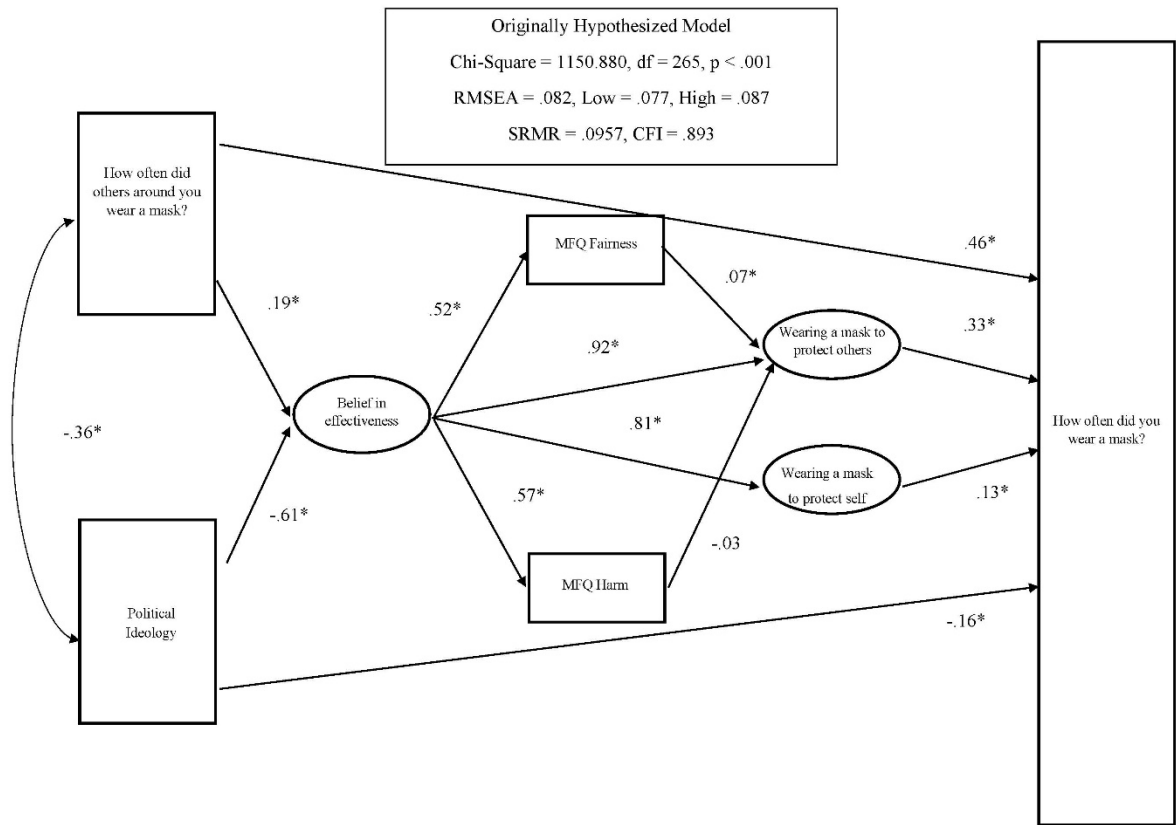 Originally Hypothesized Model
Chi-Square = 1150.880, df = 265, p < .001
RMSEA = .082, Low = .077, High = .087
SRMR = .0957, CFI = .893
How often did
others around you
wear a mask?
MFQ Fairness
.46*
.07*
.19*
.52*
.33*
Wearing a mask to
protect others
.92*
Belief in
effectiveness
.81*
How often did you
wear a mask?
-.36*
Wearing a mask
to protect self
.57*
.13*
-.61*
-.03
MFQ Harm
Political
Ideology
-.16*